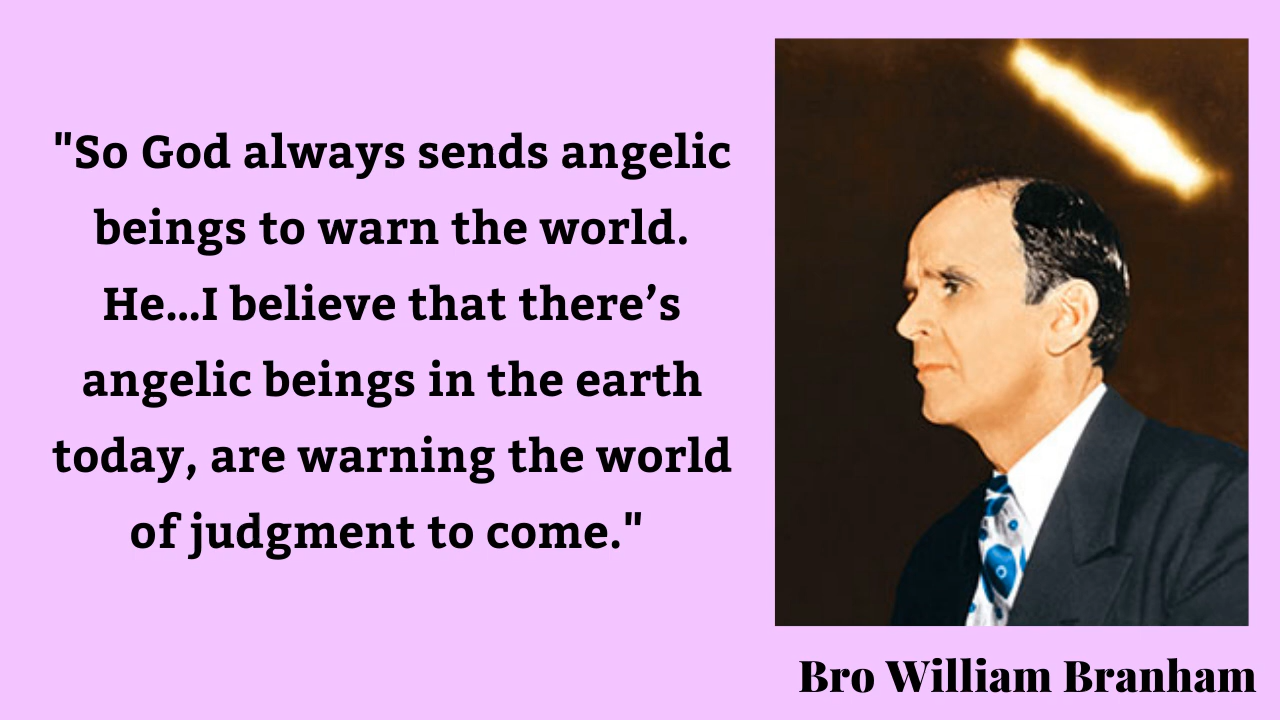 "So God always sends angelic
beings to warn the world.
He...I believe that there’s
angelic beings in the earth
today, are warning the world
of judgment to come."
Bro William Branham